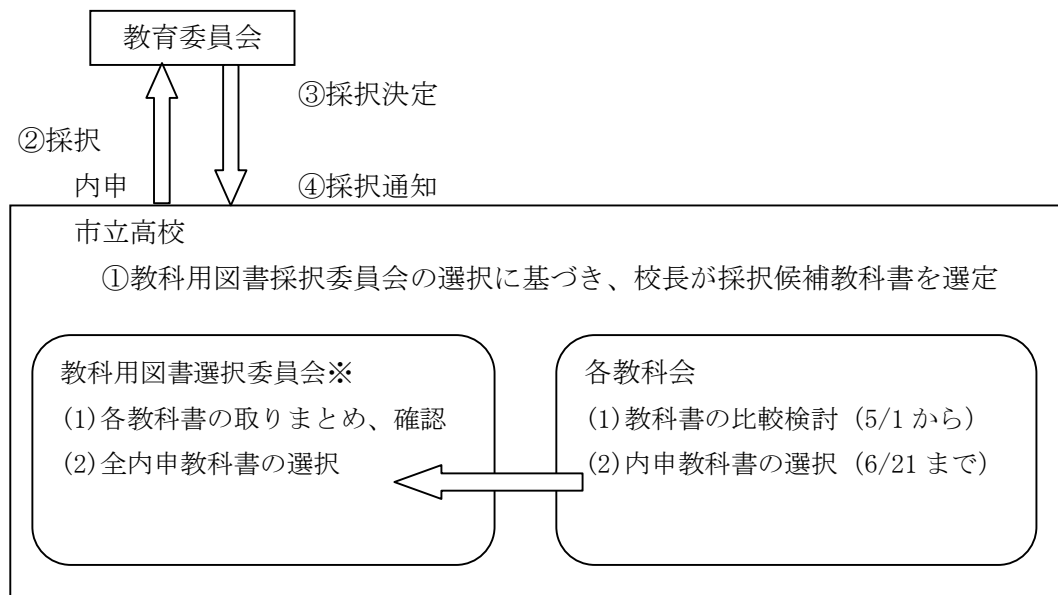 教育委員会
③採択決定
②採択
内申
④採択通知
市立高校
①教科用図書採択委員会の選択に基づき、校長が採択候補教科書を選定
教科用図書選択委員会※
(1)各教科書の取りまとめ、確認
(2)全内申教科書の選択
各教科会
(1)教科書の比較検討（5/1から）
(2)内申教科書の選択（6/21まで）